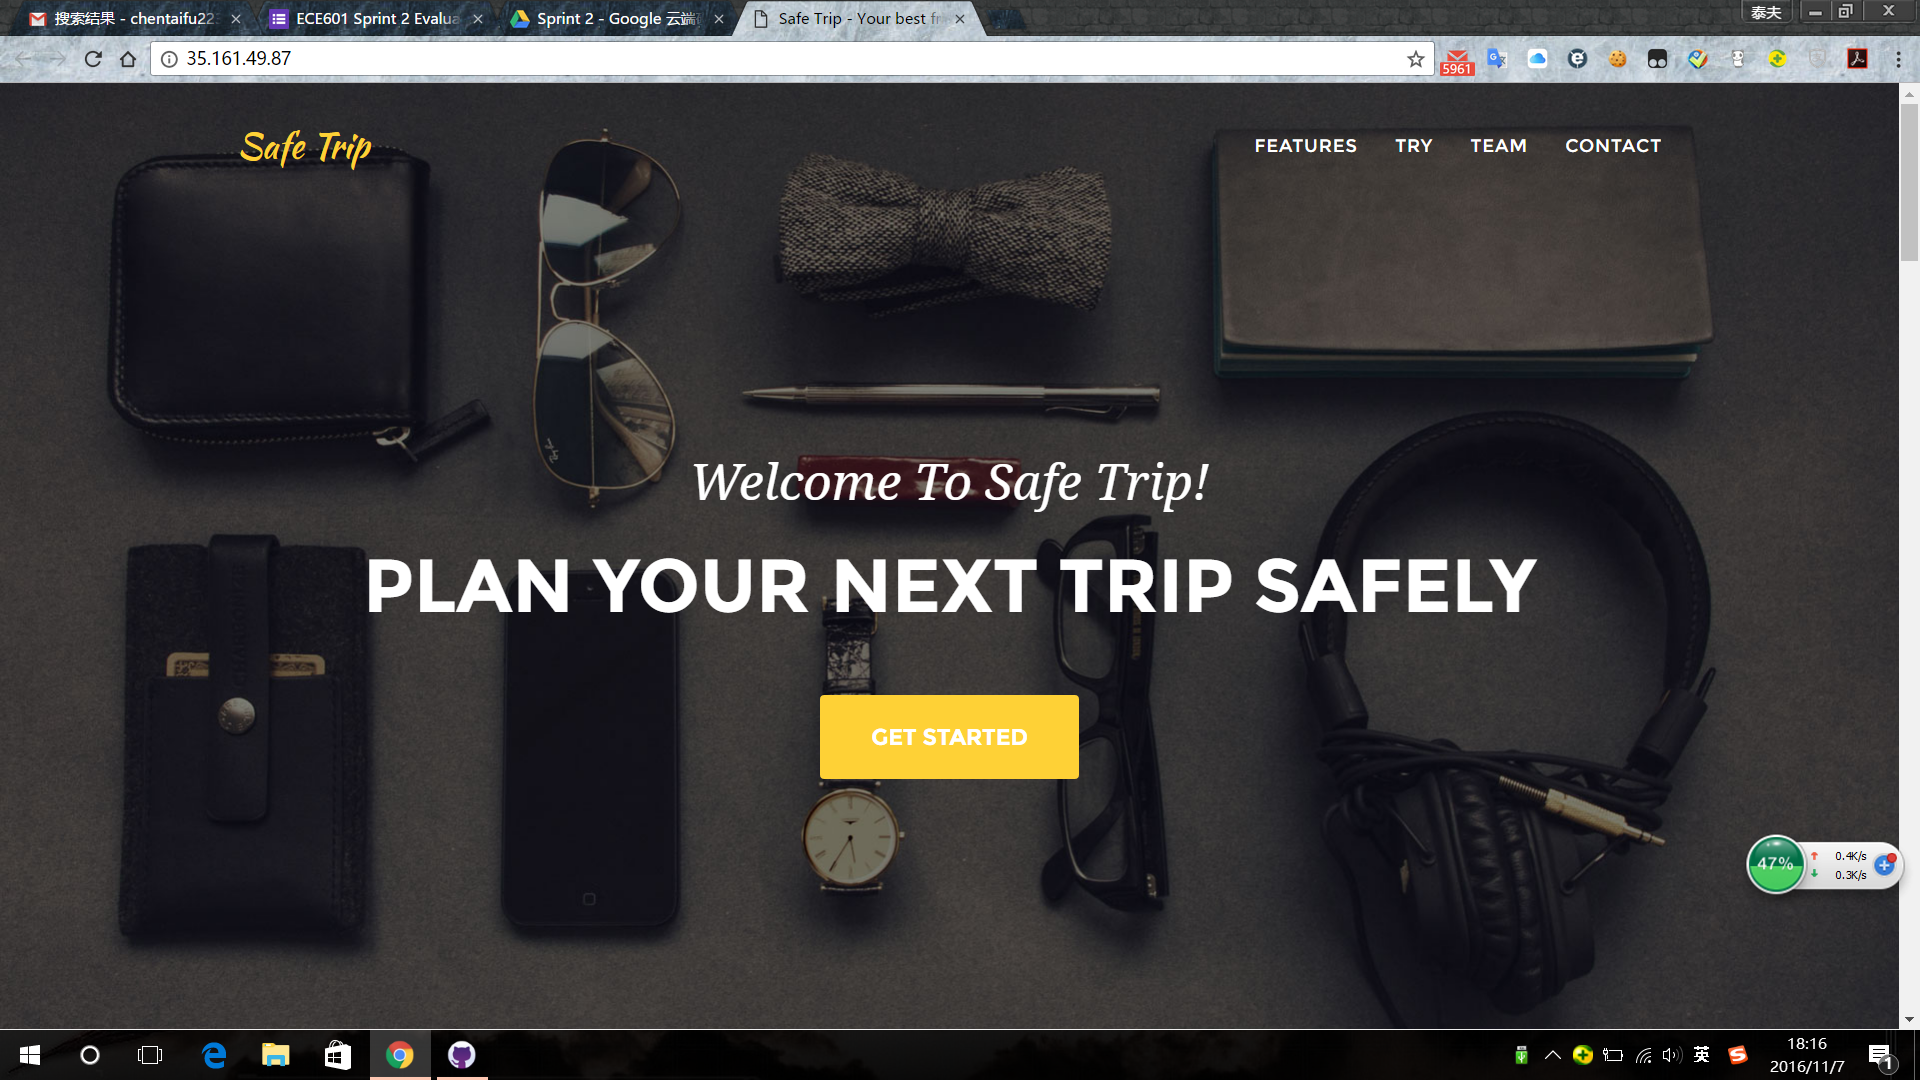 搜索结果 - chentaifu22
ECE601 Sprint 2 Evalua
Sprint 2 - Google 云端
Safe Trip - Your best fr
泰夫
35.161.49.87
5961
Safe Trip
FEATURES
TRY
TEAM
CONTACT
Welcome To Safe Trip!
PLAN YOUR NEXT TRIP SAFELY
GET STARTED
47%
0.4K/s
0.3K/s
英
18:16
2016/11/7
1